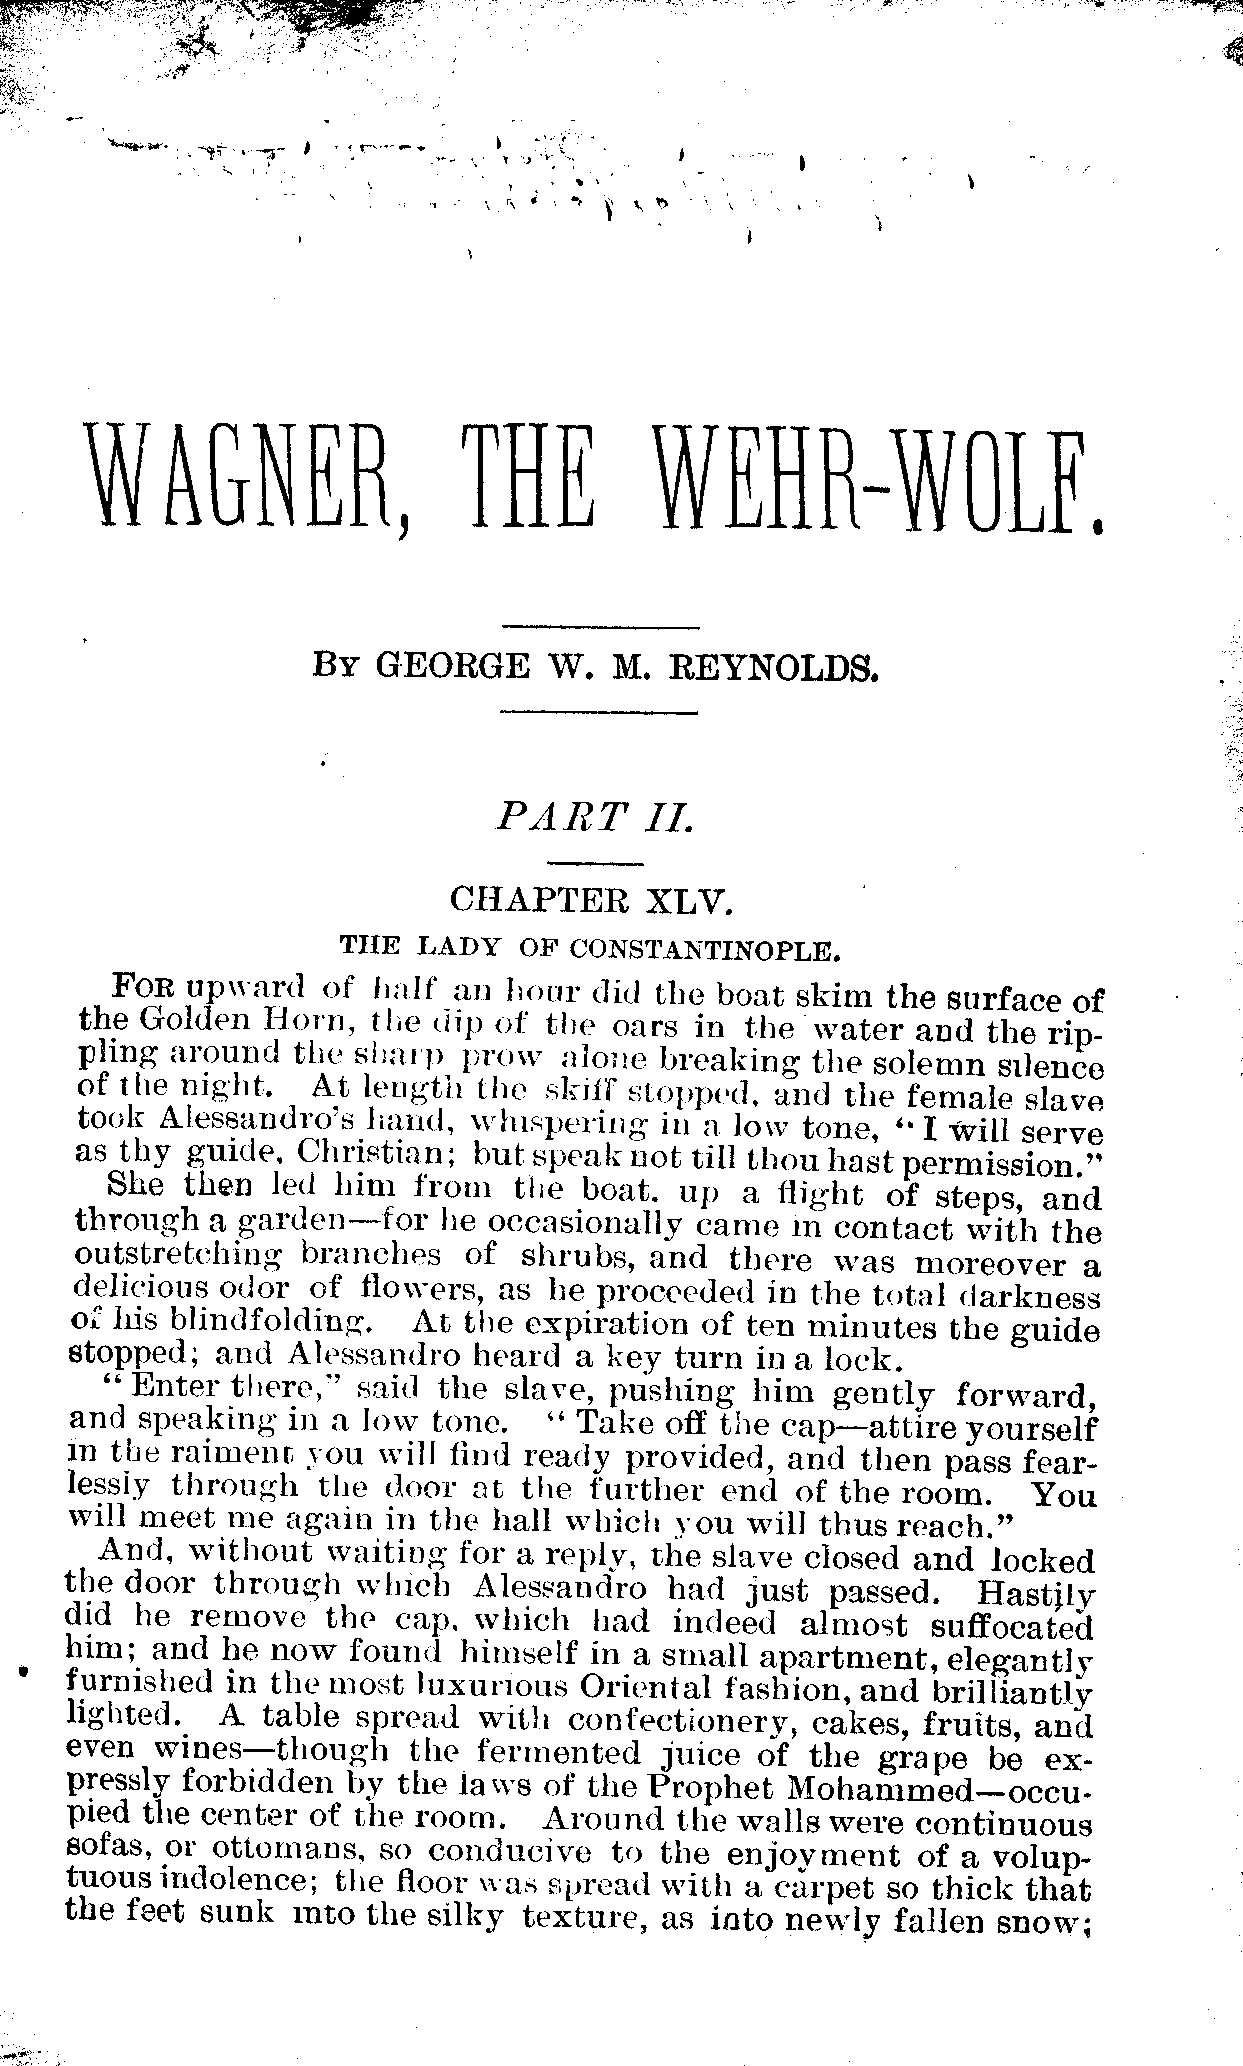 WAGNER, THE WEHR-WOLF.
BY GEORGE W. M. REYNOLDS.
PART II.
CHAPTER XLV.
THE LADY OF CONSTANTINOPLE.
FOR upward of half an hour did the boat skim the surface of
the Golden Horn, the dip of the oars in the water and the rip-
pling around the sharp prow alone breaking the solemn silence
of the night. At length the skiff stopped, and the female slave
took Alessandro's hand, whispering in a low tone, "I will serve
as thy guide, Christian; but speak not till thou hast permission."
She then led him from the boat, up a flight of steps, and
through a garden—for he occasionally came in contact with the
outstretching branches of shrubs, and there was moreover a
delicious odor of flowers, as he proceeded in the total darkness
of his blindfolding. At the expiration of ten minutes the guide
stopped; and Alessandro heard a key turn in a lock.
"Enter there," said the slave, pushing him gently forward,
and speaking in a low tone. "Take off the cap—attire yourself
in the raiment you will find ready provided, and then pass fear-
lessly through the door at the further end of the room. You
will meet me again in the hall which you will thus reach."
And, without waiting for a reply, the slave closed and locked
the door through which Alessandro had just passed. Hastily
did he remove the cap, which had indeed almost suffocated
him; and he now found himself in a small apartment, elegantly
furnished in the most luxurious Oriental fashion, and brilliantly
lighted. A table spread with confectionery, cakes, fruits, and
even wines—though the fermented juice of the grape be ex-
pressly forbidden by the laws of the Prophet Mohammed—occu-
pied the center of the room. Around the walls were continuous
sofas, or ottomans, so conducive to the enjoyment of a volup-
tuous indolence; the floor was spread with a carpet so thick that
the feet sunk into the silky texture, as into newly fallen snow;